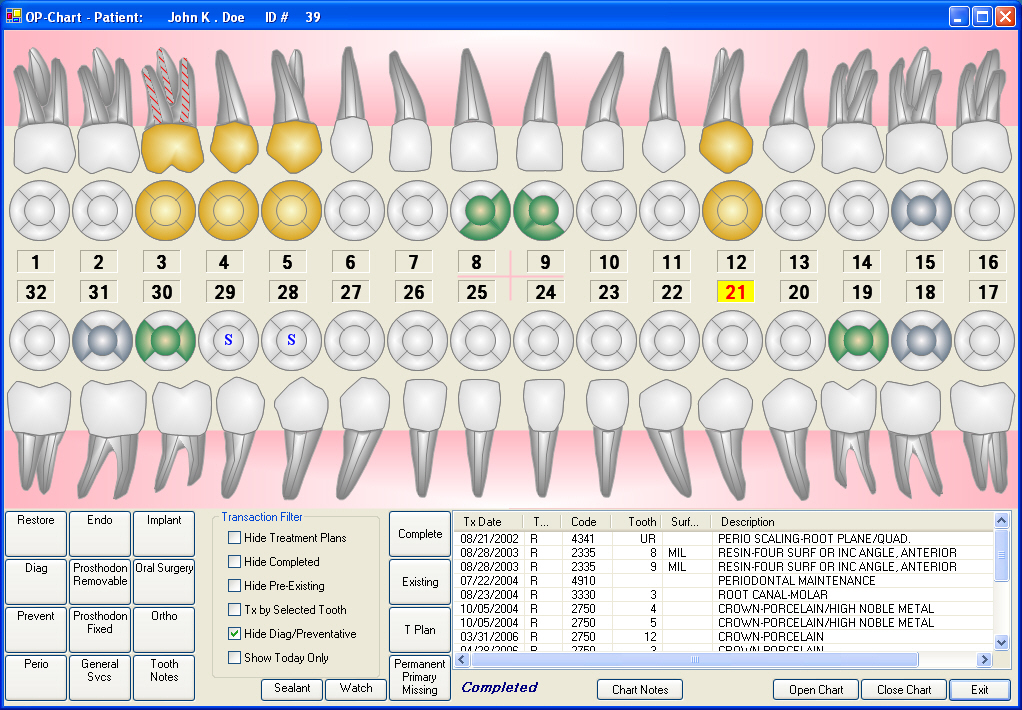 OP-Chart - Patient: John K . Doe ID # 39
1 2 3 4 5 6 7 8 9 10 11 12 13 14 15 16
32 31 30 29 28 27 26 25 24 23 22 21 20 19 18 17
S S
Restore Endo Implant
Diag Prosthodon Removable Oral Surgery
Prevent Prosthodon Fixed Ortho
Perio General Svcs Tooth Notes
Transaction Filter
Hide Treatment Plans
Hide Completed
Hide Pre-Existing
Tx by Selected Tooth
Hide Diag/Preventative
Show Today Only
Sealant Watch
Complete
Existing
T Plan
Permanent
Primary
Missing
Tx Date T... Code Tooth Surf... Description
08/21/2002 R 4341 UR PERIO SCALING-ROOT PLANE/QUAD.
08/28/2003 R 2335 8 MIL RESIN-FOUR SURF OR INC ANGLE, ANTERIOR
08/28/2003 R 2335 9 MIL RESIN-FOUR SURF OR INC ANGLE, ANTERIOR
07/22/2004 R 4910 PERIODONTAL MAINTENANCE
08/23/2004 R 3330 3 ROOT CANAL-MOLAR
10/05/2004 R 2750 4 CROWN-PORCELAIN/HIGH NOBLE METAL
10/05/2004 R 2750 5 CROWN-PORCELAIN/HIGH NOBLE METAL
03/31/2006 R 2750 12 CROWN-PORCELAIN
04/28/2006 R 2750 3 CROWN-PORCELAIN
Completed Chart Notes Open Chart Close Chart Exit